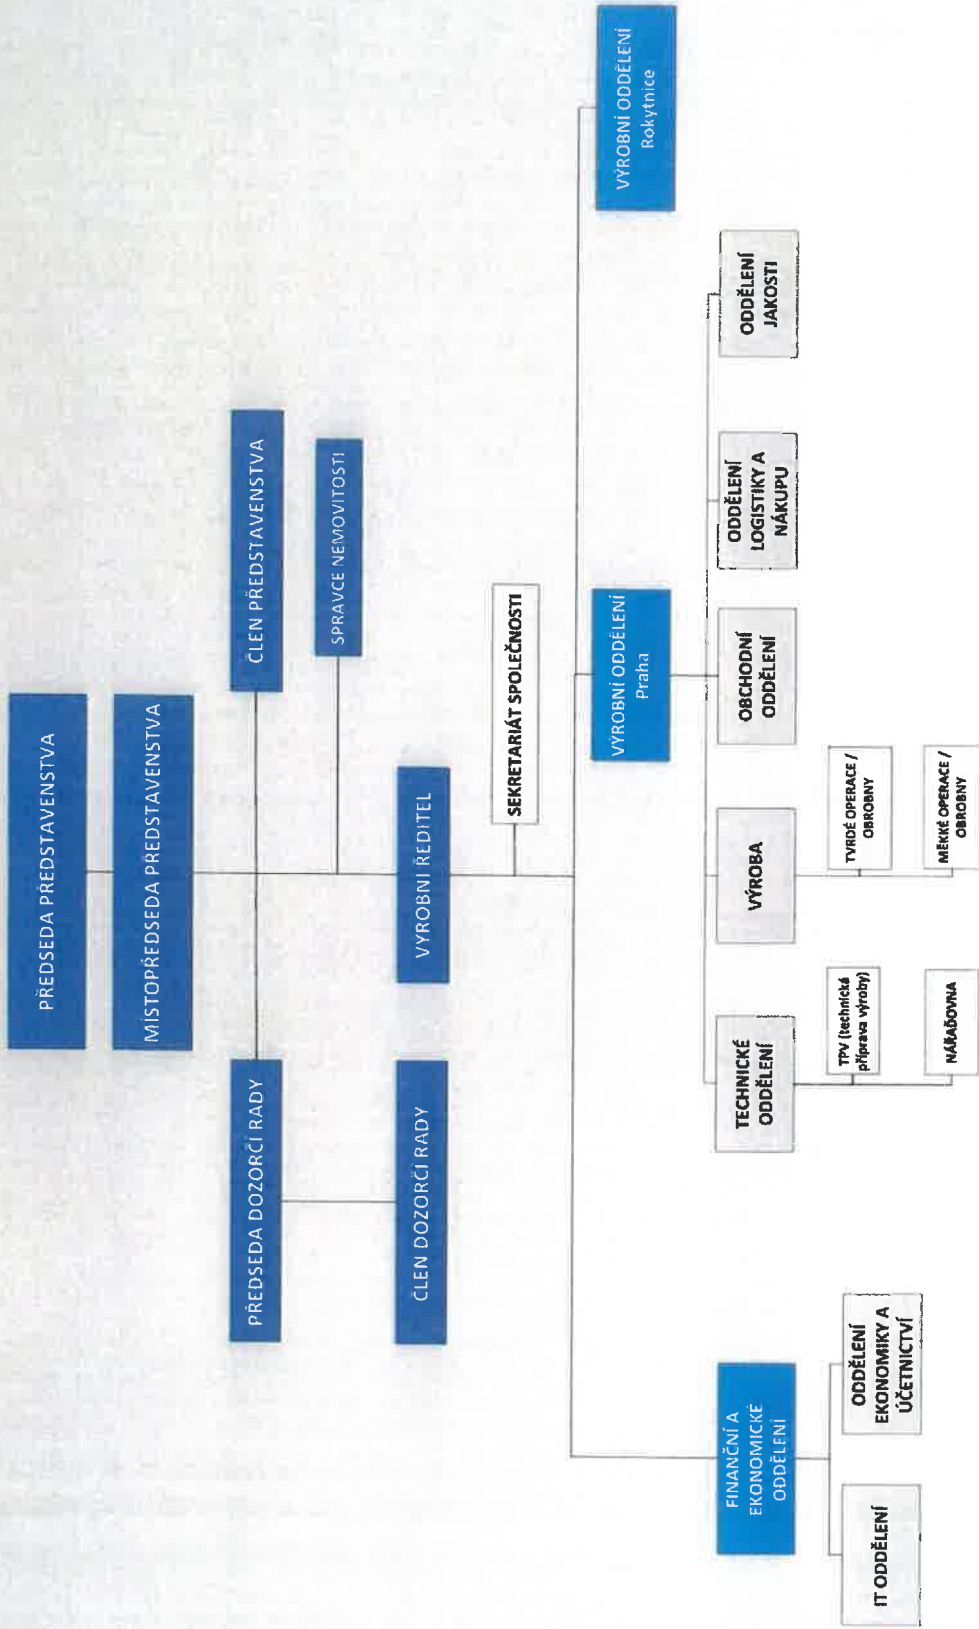 PŘEDSEDA PŘEDSTAVENSTVA
MÍSTOPŘEDSEDA PŘEDSTAVENSTVA
PŘEDSEDA DOZORČÍ RADY
ČLEN PŘEDSTAVENSTVA
SPRÁVCE NEMOVITOSTI
ČLEN DOZORČÍ RADY
VÝROBNÍ ŘEDITEL
SEKRETARIÁT SPOLEČNOSTI
FINANČNÍ A
EKONOMICKÉ
ODDĚLENÍ
VÝROBNÍ ODDĚLENÍ
Praha
VÝROBNÍ ODDĚLENÍ
Rokytnice
TECHNICKÉ
ODDĚLENÍ
VÝROBA
OBCHODNÍ
ODDĚLENÍ
ODDĚLENÍ
LOGISTIKY A
NÁKUPU
ODDĚLENÍ
JAKOSTI
IT ODDĚLENÍ
ODDĚLENÍ
EKONOMIKY A
ÚČETNICTVÍ
TPV (technická
příprava výroby)
TVRDÉ OPERACE /
OBROBNY
NÁŘAĎOVNA
MĚKKÉ OPERACE /
OBROBNY